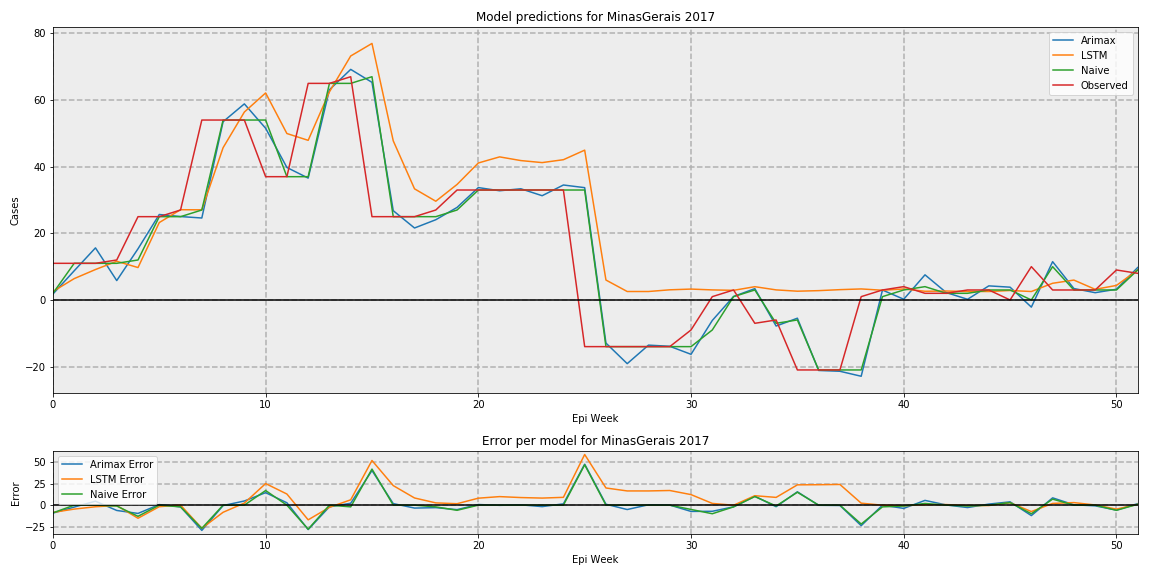 Model predictions for MinasGerais 2017
Cases
80
60
40
20
0
−20
Arimax
LSTM
Naive
Observed
0 10 20 30 40 50
Epi Week
Error per model for MinasGerais 2017
Error
50
25
0
−25
Arimax Error
LSTM Error
Naive Error
0 10 20 30 40 50
Epi Week